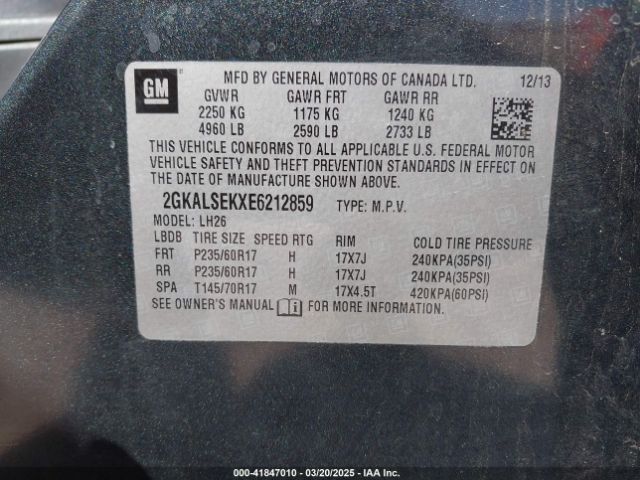 GM
MFD BY GENERAL MOTORS OF CANADA LTD. 12/13
GVWR GAWR FRT GAWR RR
2250 KG 1175 KG 1240 KG
4960 LB 2590 LB 2733 LB
THIS VEHICLE CONFORMS TO ALL APPLICABLE U.S. FEDERAL MOTOR
VEHICLE SAFETY AND THEFT PREVENTION STANDARDS IN EFFECT ON
THE DATE OF MANUFACTURE SHOWN ABOVE.
2GKALSEKXE6212859 TYPE: M.P.V.
MODEL: LH26
LBDB TIRE SIZE SPEED RTG RIM COLD TIRE PRESSURE
FRT P235/60R17 H 17X7J 240KPA(35PSI)
RR P235/60R17 H 17X7J 240KPA(35PSI)
SPA T145/70R17 M 17X4.5T 420KPA(60PSI)
SEE OWNER'S MANUAL FOR MORE INFORMATION.
000-41847010 | 03/20/2025 | IAA Inc.